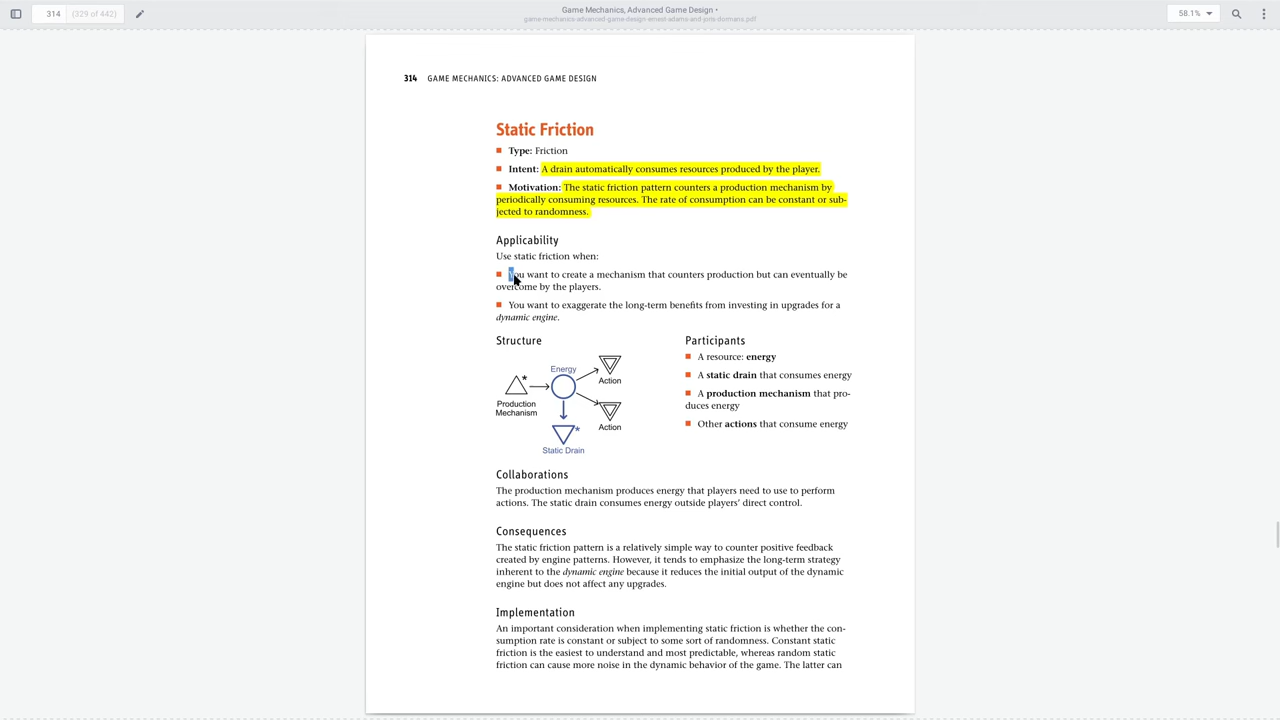 314 (329 of 442)
Game Mechanics, Advanced Game Design •
game-mechanics-advanced-game-design-ernest-adams-and-joris-dormans.pdf
58.1%
314 GAME MECHANICS: ADVANCED GAME DESIGN
Static Friction
Type: Friction
Intent: A drain automatically consumes resources produced by the player.
Motivation: The static friction pattern counters a production mechanism by
periodically consuming resources. The rate of consumption can be constant or sub-
jected to randomness.
Applicability
Use static friction when:
You want to create a mechanism that counters production but can eventually be
overcome by the players.
You want to exaggerate the long-term benefits from investing in upgrades for a
dynamic engine.
Structure
Energy
Action
Production
Mechanism
Action
Static Drain
Participants
A resource: energy
A static drain that consumes energy
A production mechanism that pro-
duces energy
Other actions that consume energy
Collaborations
The production mechanism produces energy that players need to use to perform
actions. The static drain consumes energy outside players’ direct control.
Consequences
The static friction pattern is a relatively simple way to counter positive feedback
created by engine patterns. However, it tends to emphasize the long-term strategy
inherent to the dynamic engine because it reduces the initial output of the dynamic
engine but does not affect any upgrades.
Implementation
An important consideration when implementing static friction is whether the con-
sumption rate is constant or subject to some sort of randomness. Constant static
friction is the easiest to understand and most predictable, whereas random static
friction can cause more noise in the dynamic behavior of the game. The latter can